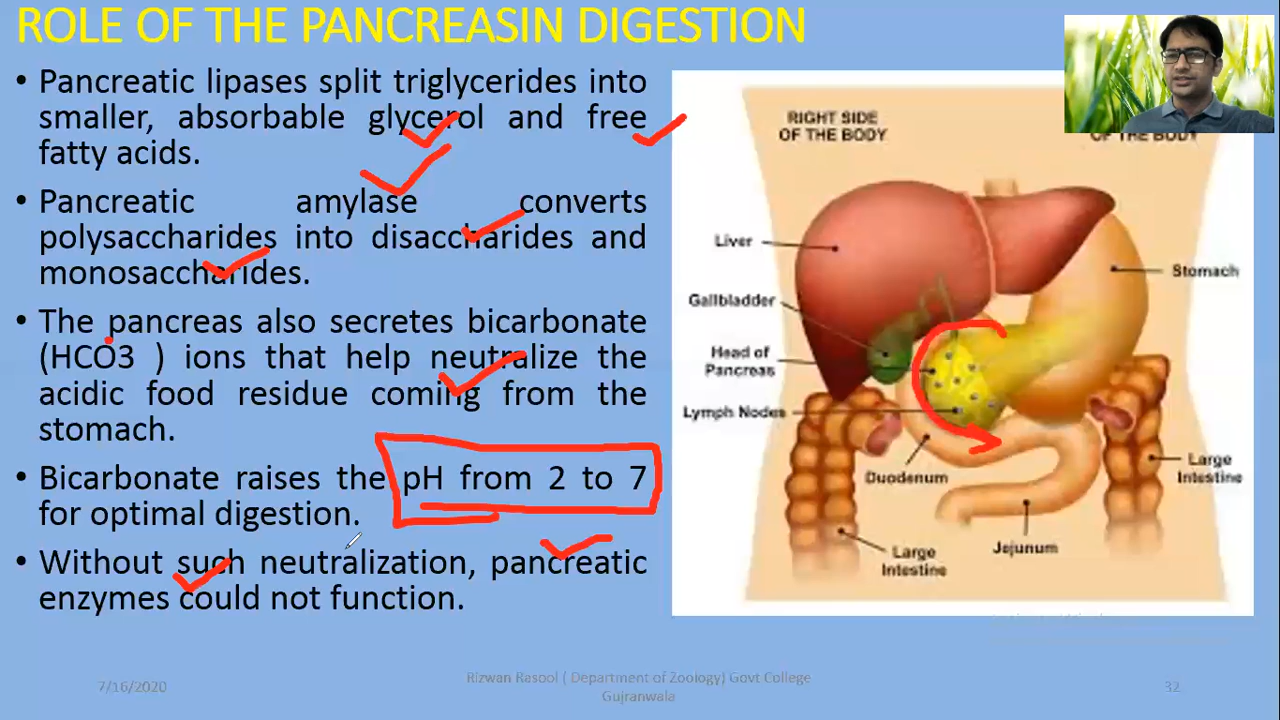 ROLE OF THE PANCREASIN DIGESTION
• Pancreatic lipases split triglycerides into
smaller, absorbable glycerol and free
fatty acids.
• Pancreatic amylase converts
polysaccharides into disaccharides and
monosaccharides.
• The pancreas also secretes bicarbonate
(HCO3 ) ions that help neutralize the
acidic food residue coming from the
stomach.
• Bicarbonate raises the pH from 2 to 7
for optimal digestion.
• Without such neutralization, pancreatic
enzymes could not function.
RIGHT SIDE
OF THE BODY
OF THE BODY
Liver
Stomach
Gallbladder
Head of
Pancreas
Lymph Nodes
Duodenum
Large
Intestine
Large
Intestine
Jejunum
7/16/2020
Rizwan Rasool ( Department of Zoology) Govt College
Gujranwala
32